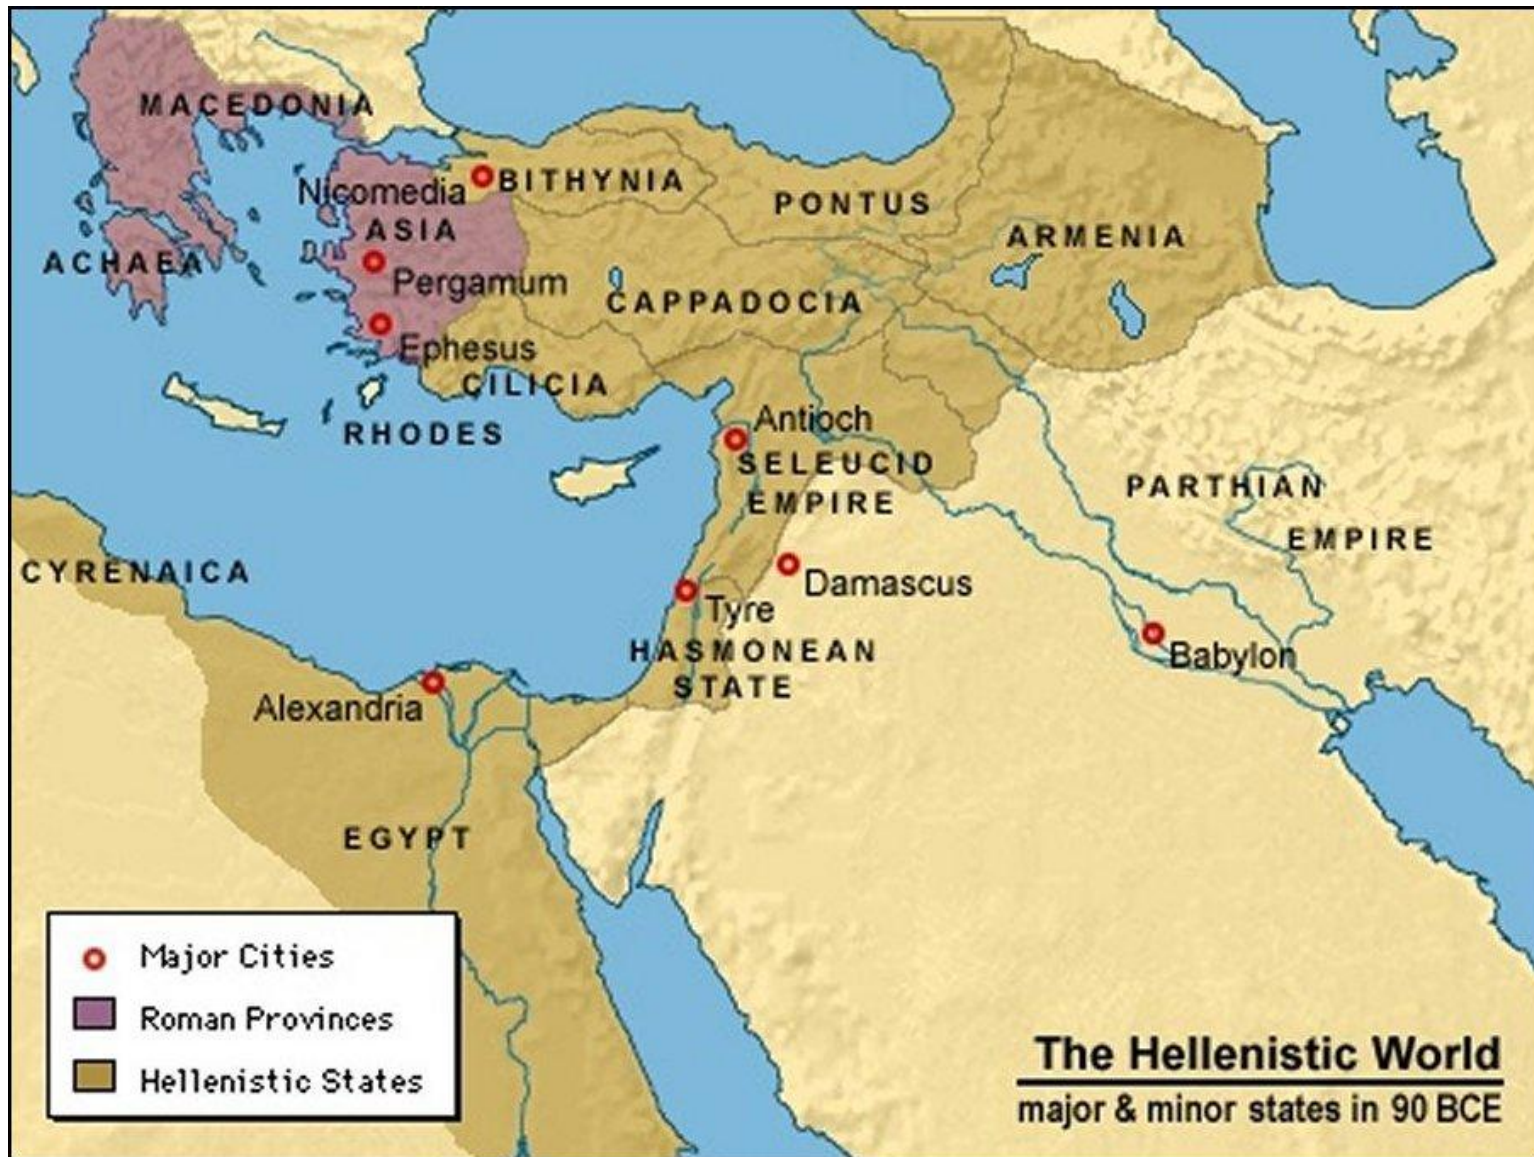 MACEDONIA
Nicomedia
BITHYNIA
PONTUS
ASIA
ARMENIA
ACHAEA
Pergamum
CAPPADOCIA
Ephesus
CILICIA
RHODES
Antioch
SELEUCID
EMPIRE
PARTHIAN
EMPIRE
CYRENAICA
Damascus
Tyre
HASMONEAN
STATE
Babylon
Alexandria
EGYPT
Major Cities
Roman Provinces
Hellenistic States
The Hellenistic World
major & minor states in 90 BCE